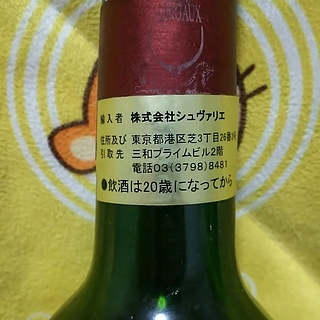 MARGAUX
輸入者 株式会社シュヴァリエ
住所及び 東京都港区芝3丁目26番9号
引取先 三和プライムビル2階
電話03(3798)8481
●飲酒は20歳になってから